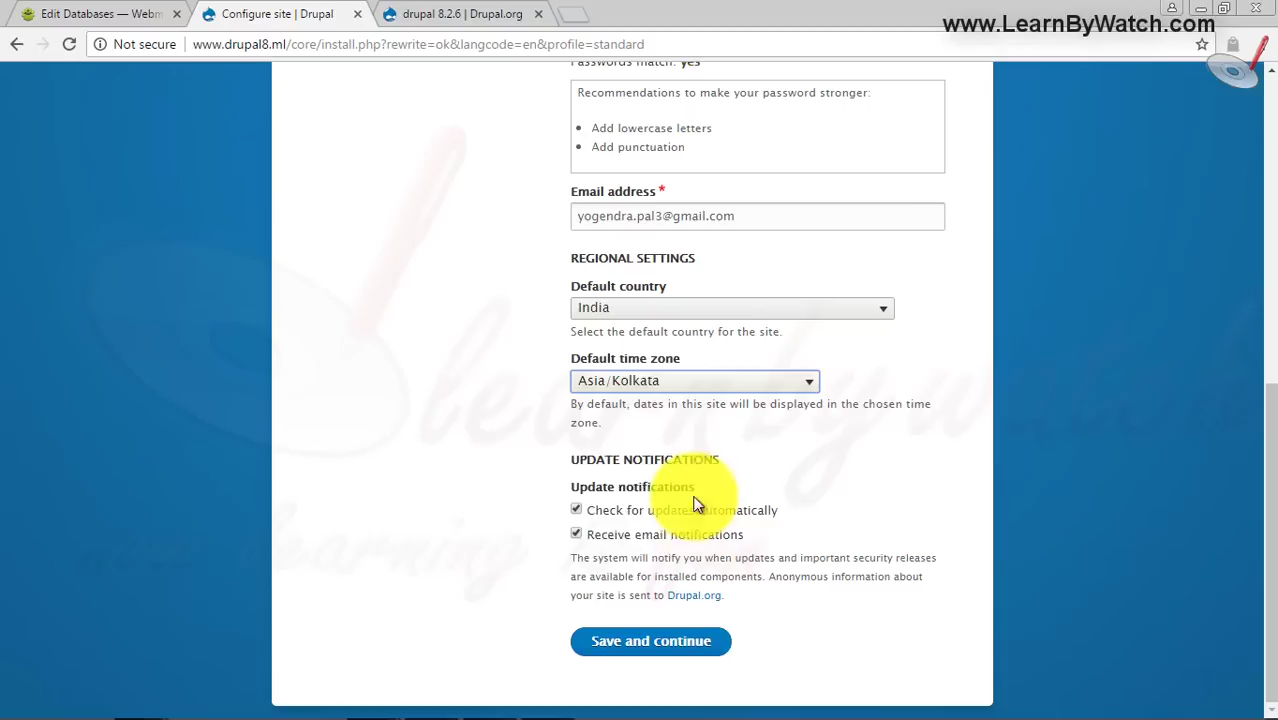 Edit Databases — Webm
Configure site | Drupal
drupal 8.2.6 | Drupal.org
www.LearnByWatch.com
Not secure
www.drupal8.ml/core/install.php?rewrite=ok&langcode=en&profile=standard
Passwords match: yes
Recommendations to make your password stronger:
Add lowercase letters
Add punctuation
Email address *
yogendra.pal3@gmail.com
REGIONAL SETTINGS
Default country
India
Select the default country for the site.
Default time zone
Asia/Kolkata
By default, dates in this site will be displayed in the chosen time
zone.
UPDATE NOTIFICATIONS
Update notifications
Check for updates automatically
Receive email notifications
The system will notify you when updates and important security releases
are available for installed components. Anonymous information about
your site is sent to Drupal.org.
Save and continue